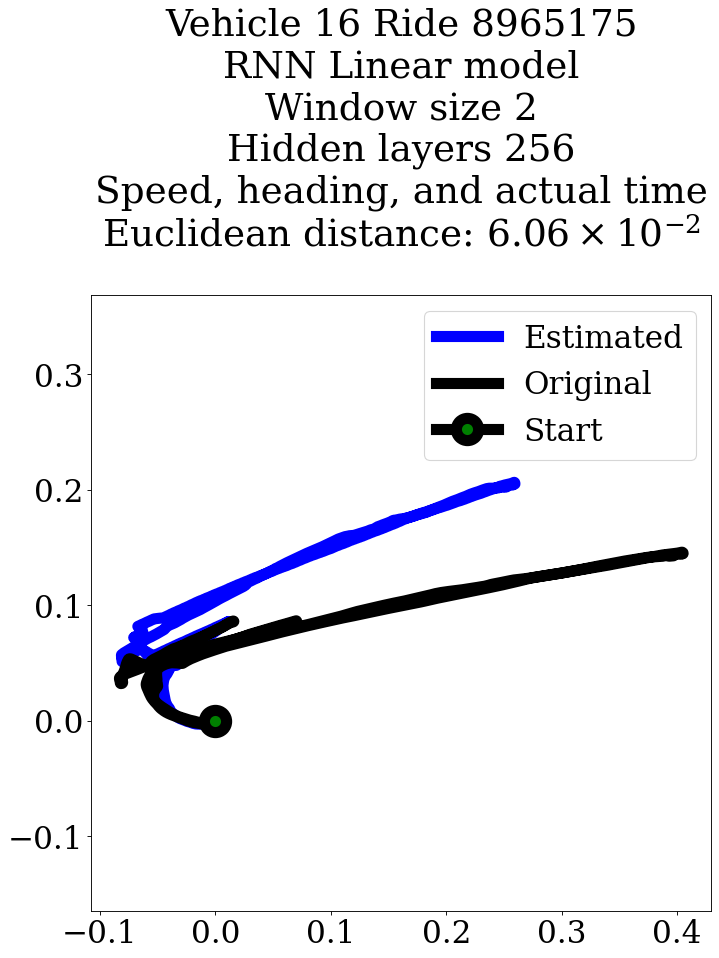 Vehicle 16 Ride 8965175
RNN Linear model
Window size 2
Hidden layers 256
Speed, heading, and actual time
Euclidean distance: 6.06 × 10⁻²
Estimated
Original
Start
0.3
0.2
0.1
0.0
−0.1
−0.1 0.0 0.1 0.2 0.3 0.4